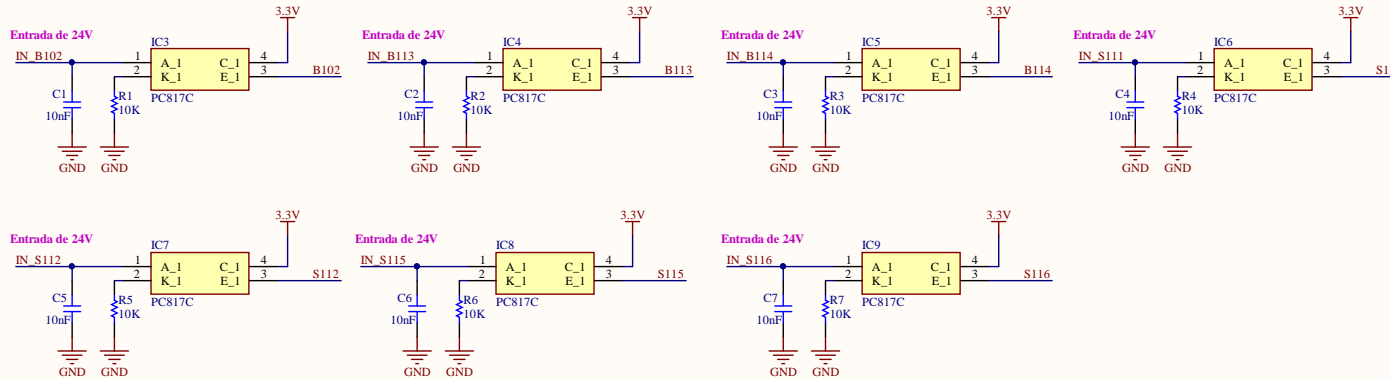 3.3V
Entrada de 24V
IN_B102
IC3
1 A_1 C_1 4
2 K_1 E_1 3
B102
PC817C
C1
10nF
R1
10K
GND
GND
3.3V
Entrada de 24V
IN_B113
IC4
1 A_1 C_1 4
2 K_1 E_1 3
B113
PC817C
C2
10nF
R2
10K
GND
GND
3.3V
Entrada de 24V
IN_B114
IC5
1 A_1 C_1 4
2 K_1 E_1 3
B114
PC817C
C3
10nF
R3
10K
GND
GND
3.3V
Entrada de 24V
IN_S111
IC6
1 A_1 C_1 4
2 K_1 E_1 3
PC817C
C4
10nF
R4
10K
GND
GND
3.3V
Entrada de 24V
IN_S112
IC7
1 A_1 C_1 4
2 K_1 E_1 3
S112
PC817C
C5
10nF
R5
10K
GND
GND
3.3V
Entrada de 24V
IN_S115
IC8
1 A_1 C_1 4
2 K_1 E_1 3
S115
PC817C
C6
10nF
R6
10K
GND
GND
3.3V
Entrada de 24V
IN_S116
IC9
1 A_1 C_1 4
2 K_1 E_1 3
S116
PC817C
C7
10nF
R7
10K
GND
GND